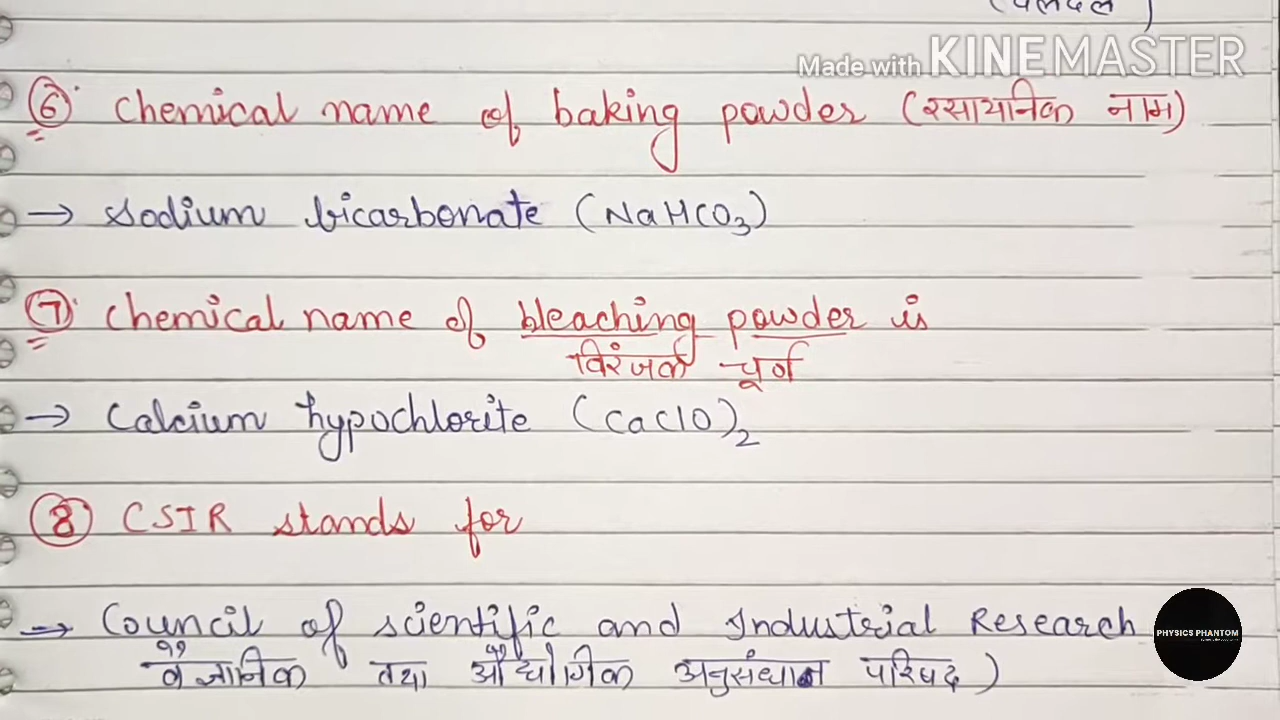 (दलदल)
Made with KINEMASTER
⑥ Chemical name of baking powder (रसायनिक नाम)
→ Sodium bicarbonate (NaHCO₃)
⑦ Chemical name of bleaching powder is
विरंजक चूर्ण
→ Calcium hypochlorite (CaClO)₂
⑧ CSIR stands for
→ Council of scientific and Industrial Research
वैज्ञानिक तथा औद्योगिक अनुसंधान परिषद)
PHYSICS PHANTOM